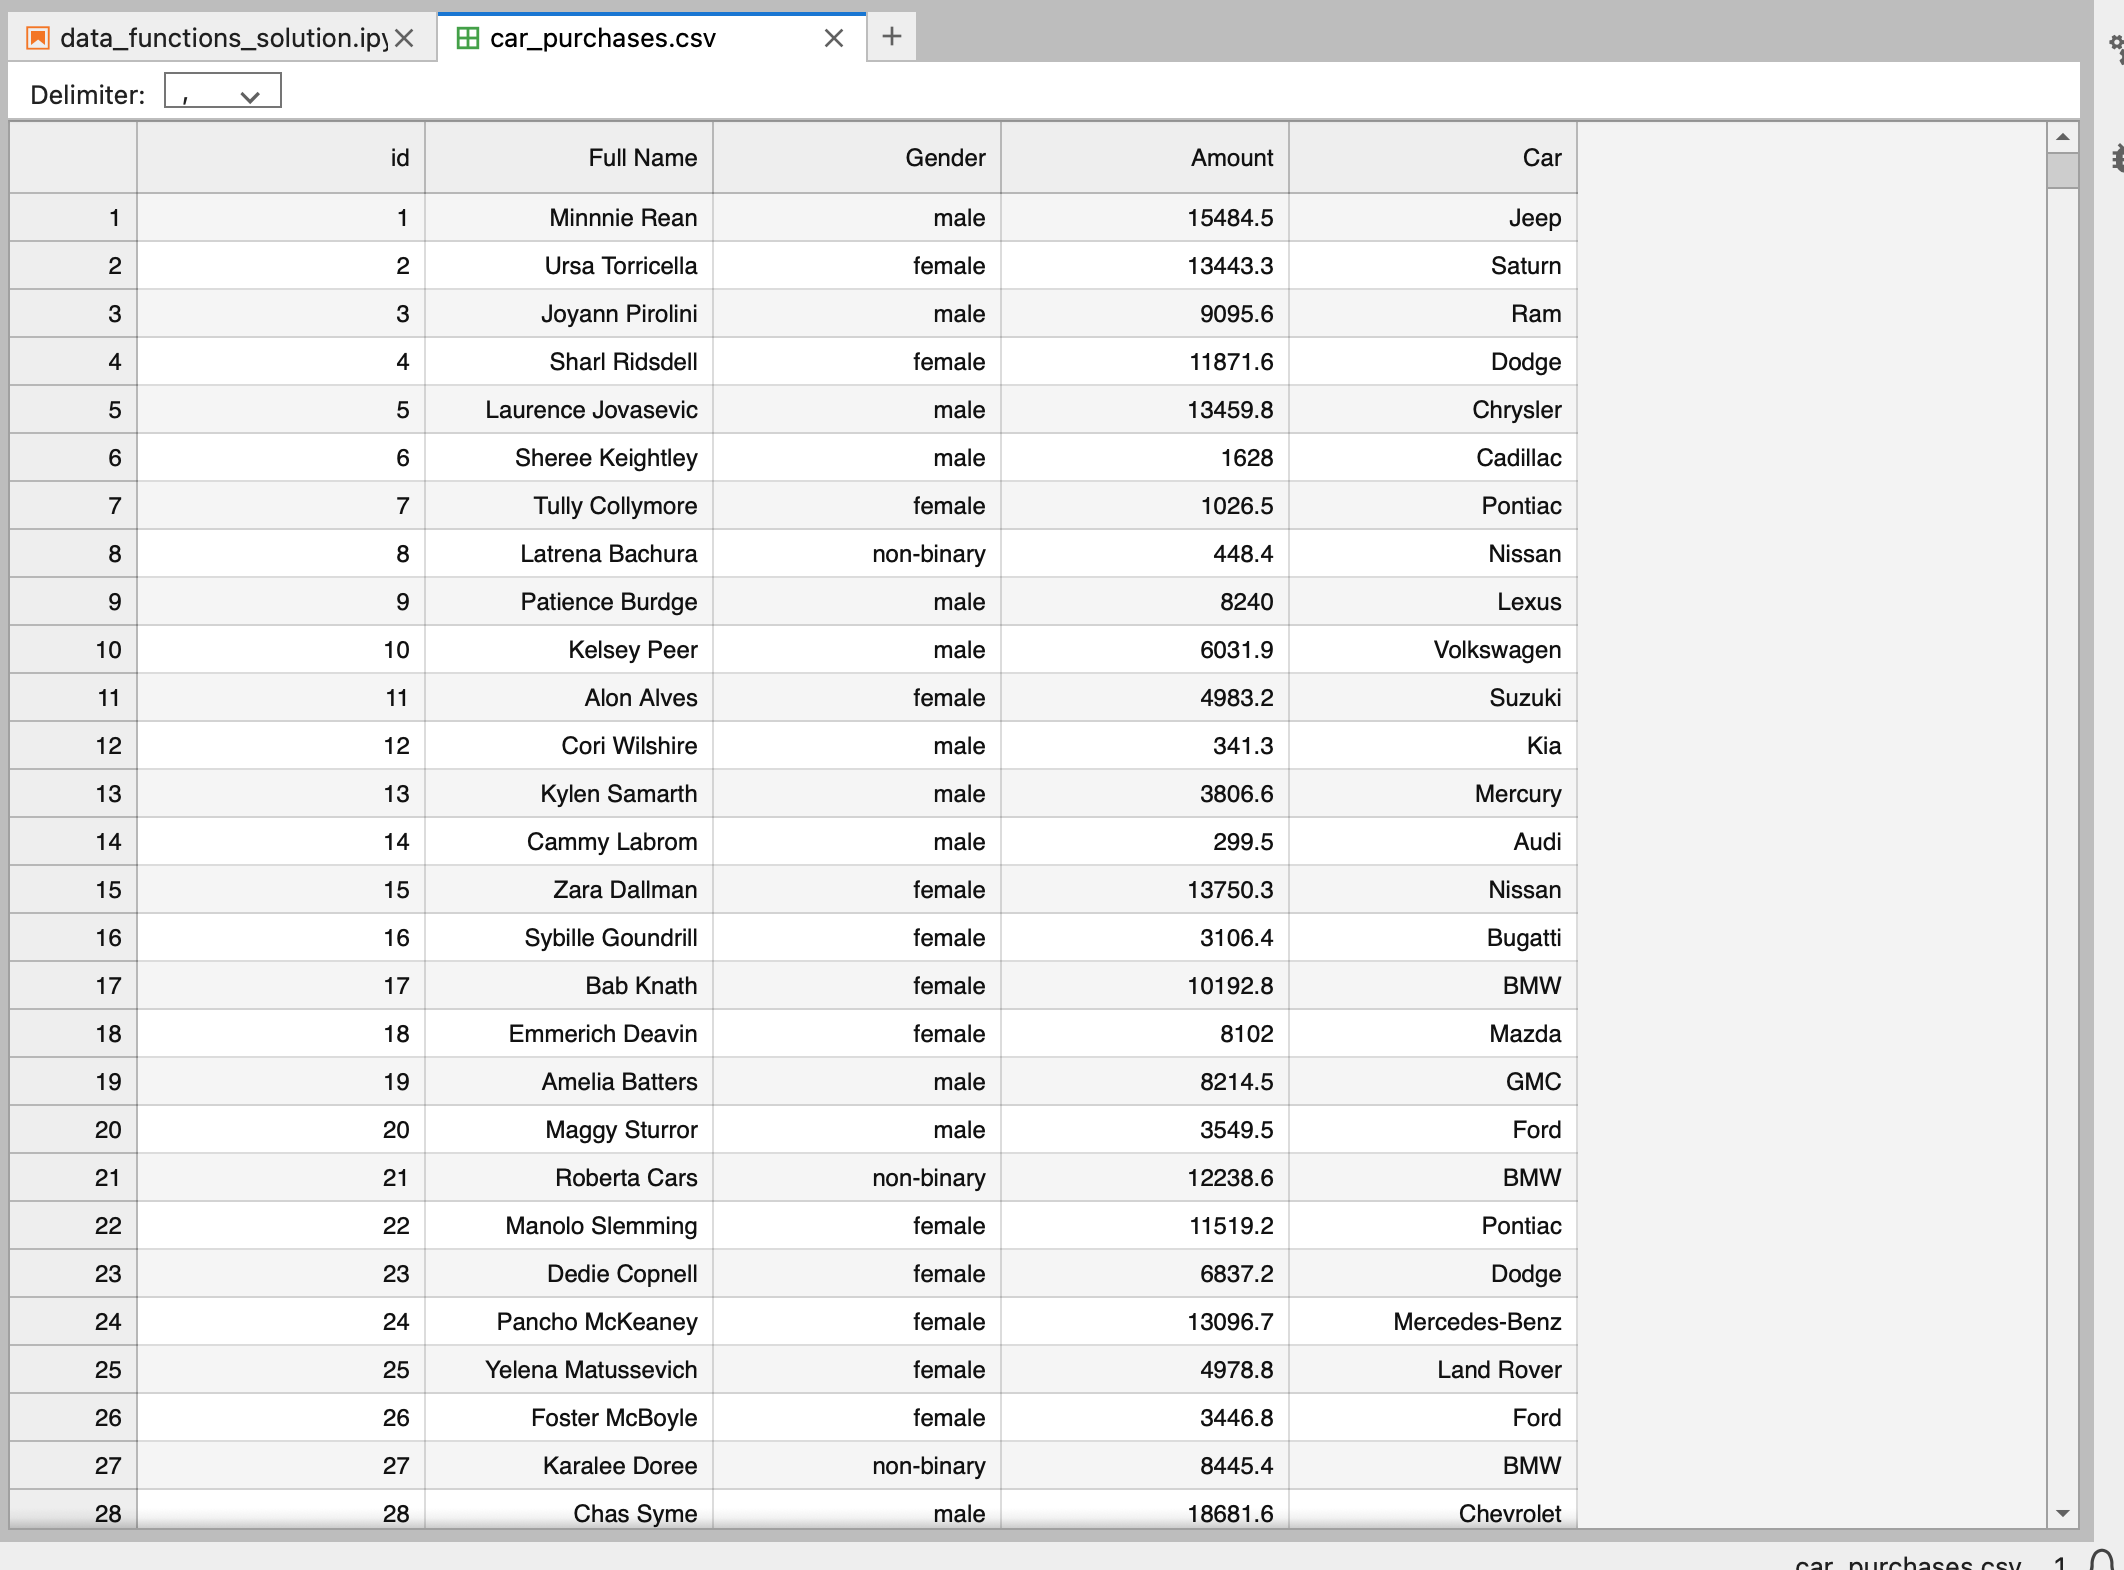 data_functions_solution.ipy car_purchases.csv
Delimiter: ,
id Full Name Gender Amount Car
1 1 Minnnie Rean male 15484.5 Jeep
2 2 Ursa Torricella female 13443.3 Saturn
3 3 Joyann Pirolini male 9095.6 Ram
4 4 Sharl Ridsdell female 11871.6 Dodge
5 5 Laurence Jovasevic male 13459.8 Chrysler
6 6 Sheree Keightley male 1628 Cadillac
7 7 Tully Collymore female 1026.5 Pontiac
8 8 Latrena Bachura non-binary 448.4 Nissan
9 9 Patience Burdge male 8240 Lexus
10 10 Kelsey Peer male 6031.9 Volkswagen
11 11 Alon Alves female 4983.2 Suzuki
12 12 Cori Wilshire male 341.3 Kia
13 13 Kylen Samarth male 3806.6 Mercury
14 14 Cammy Labrom male 299.5 Audi
15 15 Zara Dallman female 13750.3 Nissan
16 16 Sybille Goundrill female 3106.4 Bugatti
17 17 Bab Knath female 10192.8 BMW
18 18 Emmerich Deavin female 8102 Mazda
19 19 Amelia Batters male 8214.5 GMC
20 20 Maggy Sturror male 3549.5 Ford
21 21 Roberta Cars non-binary 12238.6 BMW
22 22 Manolo Slemming female 11519.2 Pontiac
23 23 Dedie Copnell female 6837.2 Dodge
24 24 Pancho McKeaney female 13096.7 Mercedes-Benz
25 25 Yelena Matussevich female 4978.8 Land Rover
26 26 Foster McBoyle female 3446.8 Ford
27 27 Karalee Doree non-binary 8445.4 BMW
28 28 Chas Syme male 18681.6 Chevrolet
car_purchases.csv 1